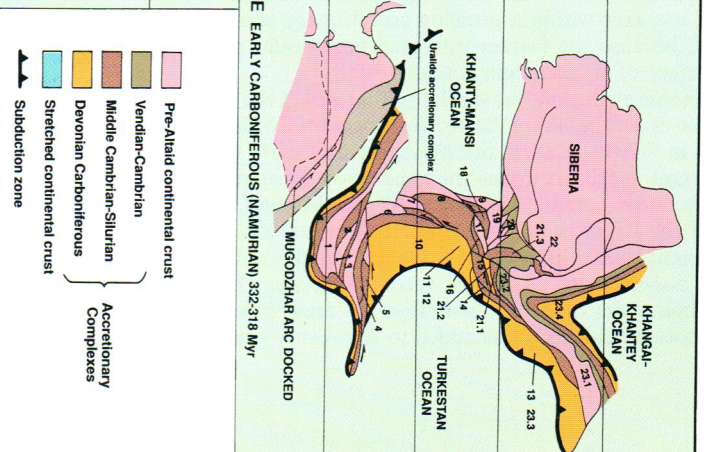 E EARLY CARBONIFEROUS (NAMURIAN) 332-318 Myr
KHANTY-MANSI
OCEAN
Uralide accretionary complex
MUGODZHAR ARC DOCKED
SIBERIA
KHANGAI-
KHANTEY
OCEAN
TURKESTAN
OCEAN
18
9
19
20
21.3
22
17
8
7
6
10
15
23.2
23.4
23.1
1
2
3
11 12
16
21.2
14
21.1
5
4
13 23.3
Pre-Altaid continental crust
Vendian-Cambrian
Middle Cambrian-Silurian
Devonian Carboniferous
Accretionary
Complexes
Stretched continental crust
Subduction zone